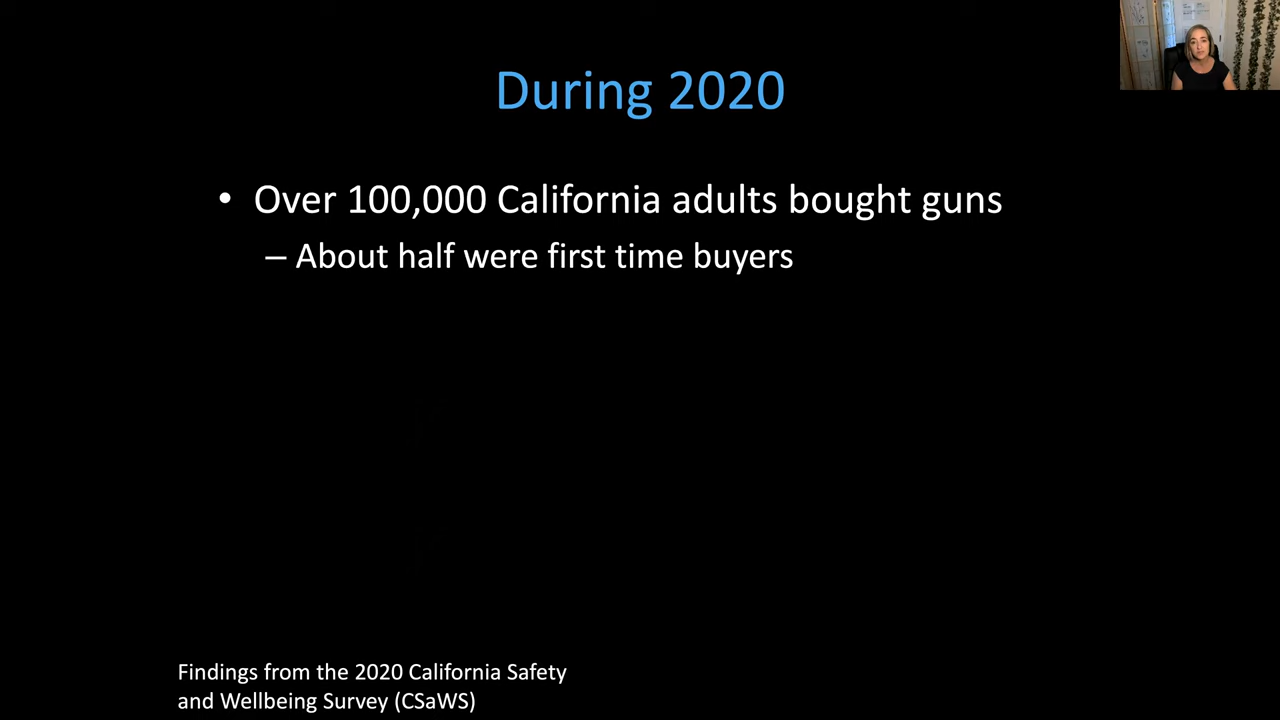 During 2020
• Over 100,000 California adults bought guns
– About half were first time buyers
Findings from the 2020 California Safety
and Wellbeing Survey (CSaWS)